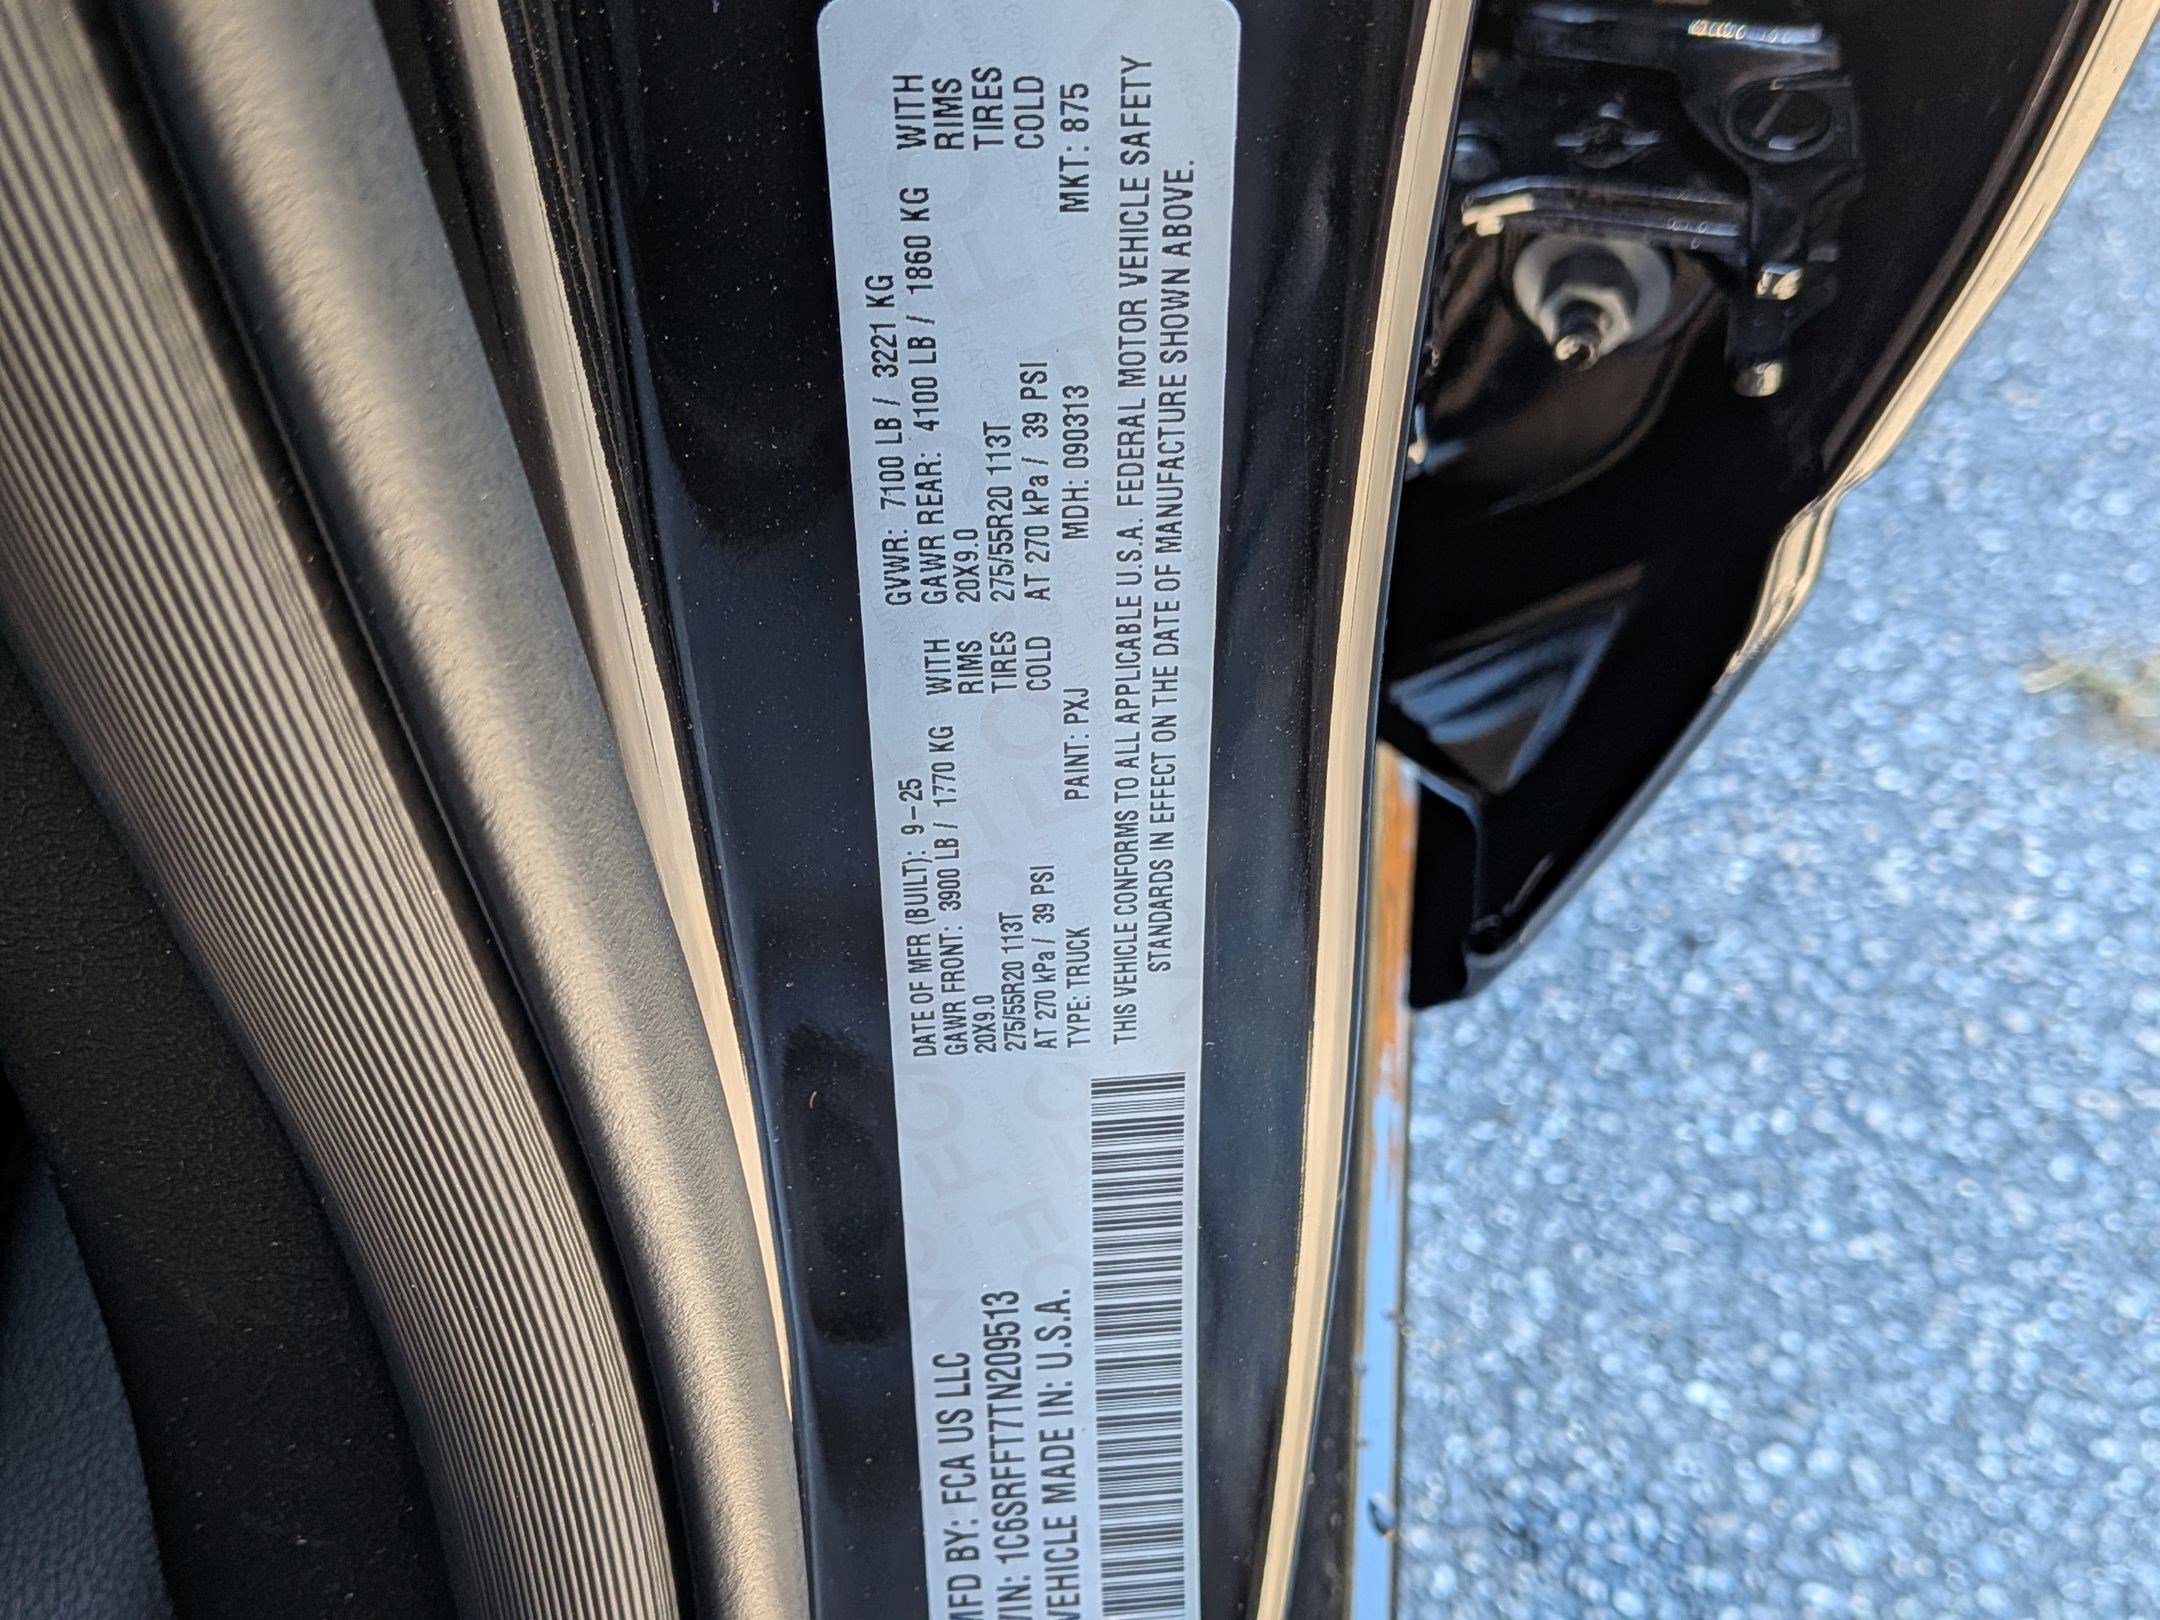 MFD BY: FCA US LLC
VIN: 1C6SRFFT7TN209513
VEHICLE MADE IN: U.S.A.
DATE OF MFR (BUILT): 9-25 GVWR: 7100 LB / 3221 KG
GAWR FRONT: 3900 LB / 1770 KG WITH GAWR REAR: 4100 LB / 1860 KG WITH
20X9.0 RIMS 20X9.0 RIMS
275/55R20 113T TIRES 275/55R20 113T TIRES
AT 270 kPa / 39 PSI COLD AT 270 kPa / 39 PSI COLD
TYPE: TRUCK PAINT: PXJ MDH: 090313 MKT: 875
THIS VEHICLE CONFORMS TO ALL APPLICABLE U.S.A. FEDERAL MOTOR VEHICLE SAFETY
STANDARDS IN EFFECT ON THE DATE OF MANUFACTURE SHOWN ABOVE.